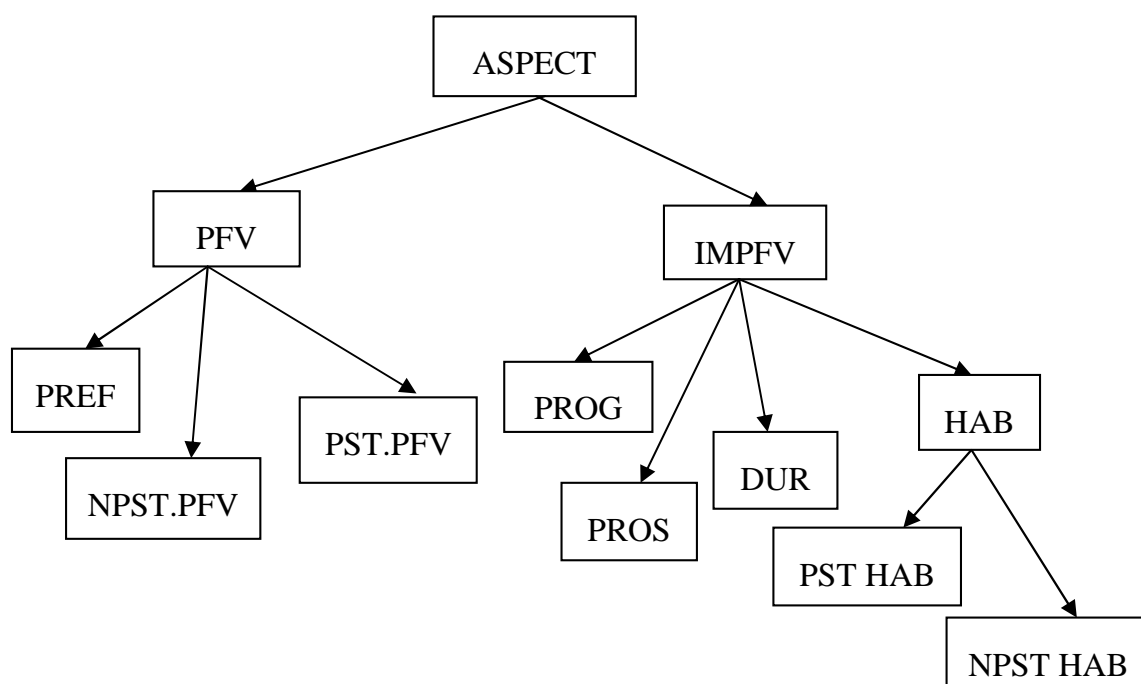 ASPECT
PFV
IMPFV
PREF
NPST.PFV
PST.PFV
PROG
PROS
DUR
HAB
PST HAB
NPST HAB